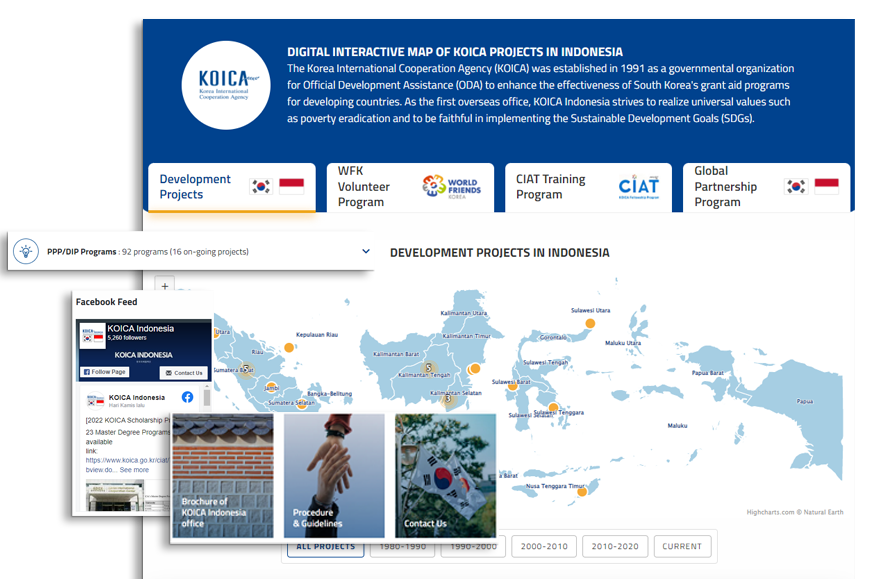 KOICA
Korea International
Cooperation Agency
DIGITAL INTERACTIVE MAP OF KOICA PROJECTS IN INDONESIA
The Korea International Cooperation Agency (KOICA) was established in 1991 as a governmental organization
for Official Development Assistance (ODA) to enhance the effectiveness of South Korea's grant aid programs
for developing countries. As the first overseas office, KOICA Indonesia strives to realize universal values such
as poverty eradication and to be faithful in implementing the Sustainable Development Goals (SDGs).
Development
Projects
WFK
Volunteer
Program
WORLD
FRIENDS
KOREA
CIAT Training
Program
CIAT
KOICA Fellowship Program
Global
Partnership
Program
PPP/DIP Programs : 92 programs (16 on-going projects)
DEVELOPMENT PROJECTS IN INDONESIA
+
Facebook Feed
KOICA Indonesia
5,260 followers
KOICA INDONESIA
Follow Page
Contact Us
KOICA Indonesia
Hari Kamis lalu
[2022 KOICA Scholarship P
23 Master Degree Programs
available
link:
https://www.koica.go.kr/ciat/
bview.do... See more
Utara
Kepulauan Riau
Riau
Sumatera Barat
5
Jambi
Bangka-Belitung
Sumatera Selatan
Kalimantan Utara
Kalimantan Timur
Kalimantan Barat
5
Kalimantan Tengah
Kalimantan Selatan
3
Sulawesi Utara
Gorontalo
Maluku Utara
Sulawesi Tengah
Sulawesi Barat
Sulawesi Selatan
Sulawesi Tenggara
Papua Barat
Papua
Maluku
a Barat
Nusa Tenggara Timur
Brochure of
KOICA Indonesia
office
Procedure
& Guidelines
Contact Us
Highcharts.com © Natural Earth
ALL PROJECTS
1980-1990
1990-2000
2000-2010
2010-2020
CURRENT